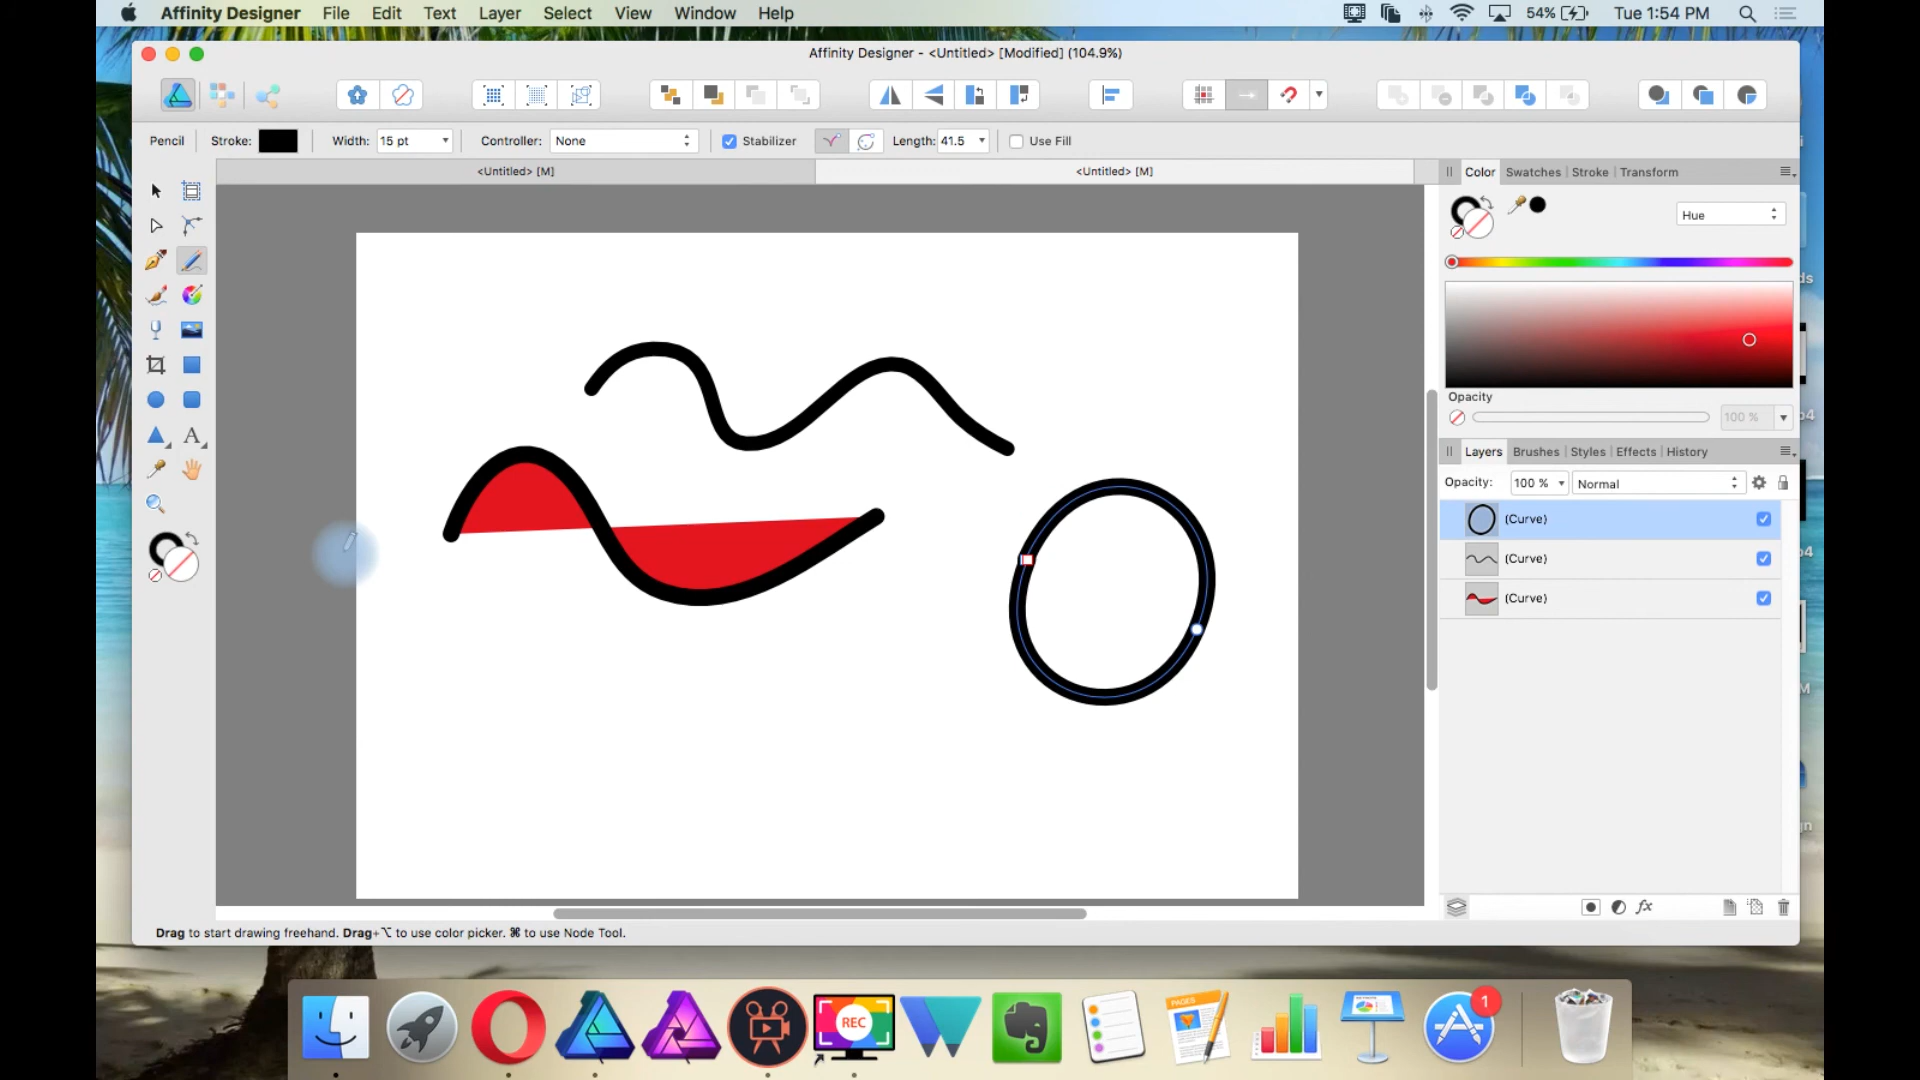 Affinity Designer File Edit Text Layer Select View Window Help 54% Tue 1:54 PM
Affinity Designer - <Untitled> [Modified] (104.9%)
Pencil Stroke: Width: 15 pt Controller: None Stabilizer Length: 41.5 Use Fill
<Untitled> [M] <Untitled> [M]
Color Swatches Stroke Transform
Hue
Opacity
100 %
Layers Brushes Styles Effects History
Opacity: 100 % Normal
(Curve)
(Curve)
(Curve)
fx
A
Drag to start drawing freehand. Drag+⌥ to use color picker. ⌘ to use Node Tool.
REC
PAGES
1